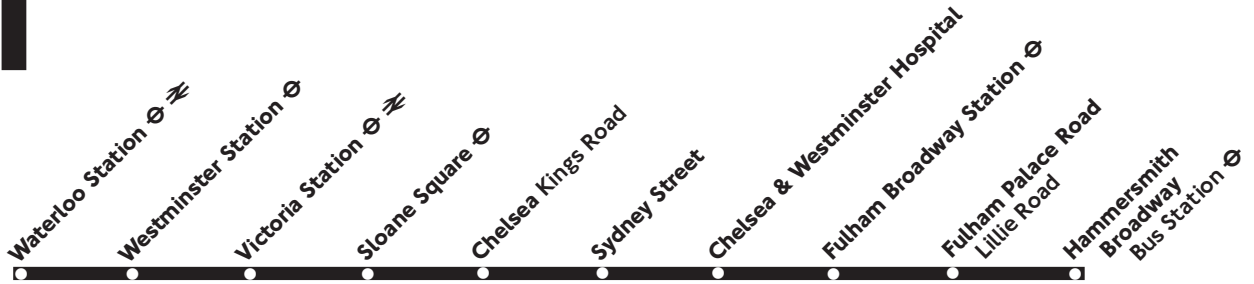 Waterloo Station
Westminster Station
Victoria Station
Sloane Square
Chelsea Kings Road
Sydney Street
Chelsea & Westminster Hospital
Fulham Broadway Station
Fulham Palace Road
Lillie Road
Hammersmith
Broadway
Bus Station